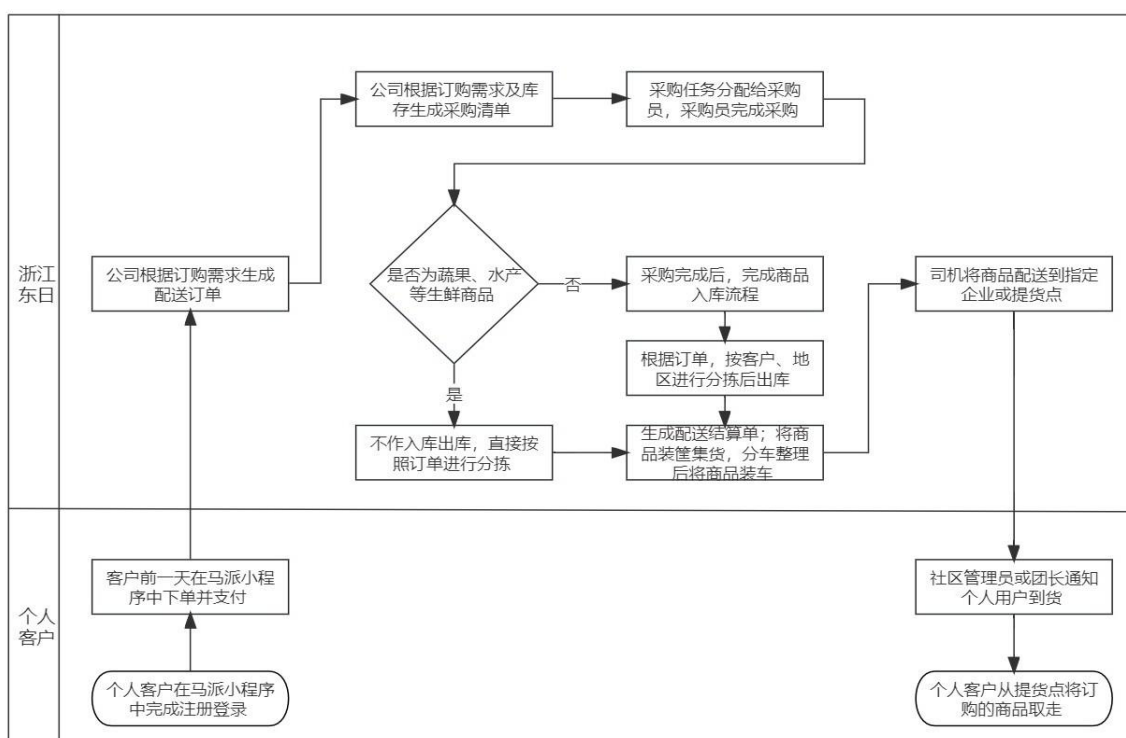 公司根据订购需求及库
存生成采购清单
采购任务分配给采购
员，采购员完成采购
浙江
东日
公司根据订购需求生成
配送订单
是否为蔬果、水产
等生鲜商品
否
采购完成后，完成商品
入库流程
司机将商品配送到指定
企业或提货点
根据订单，按客户、地
区进行分拣后出库
是
不作入库出库，直接按
照订单进行分拣
生成配送结算单；将商
品装筐集货，分车整理
后将商品装车
个人
客户
客户前一天在马派小程
序中下单并支付
社区管理员或团长通知
个人用户到货
个人客户在马派小程序
中完成注册登录
个人客户从提货点将订
购的商品取走